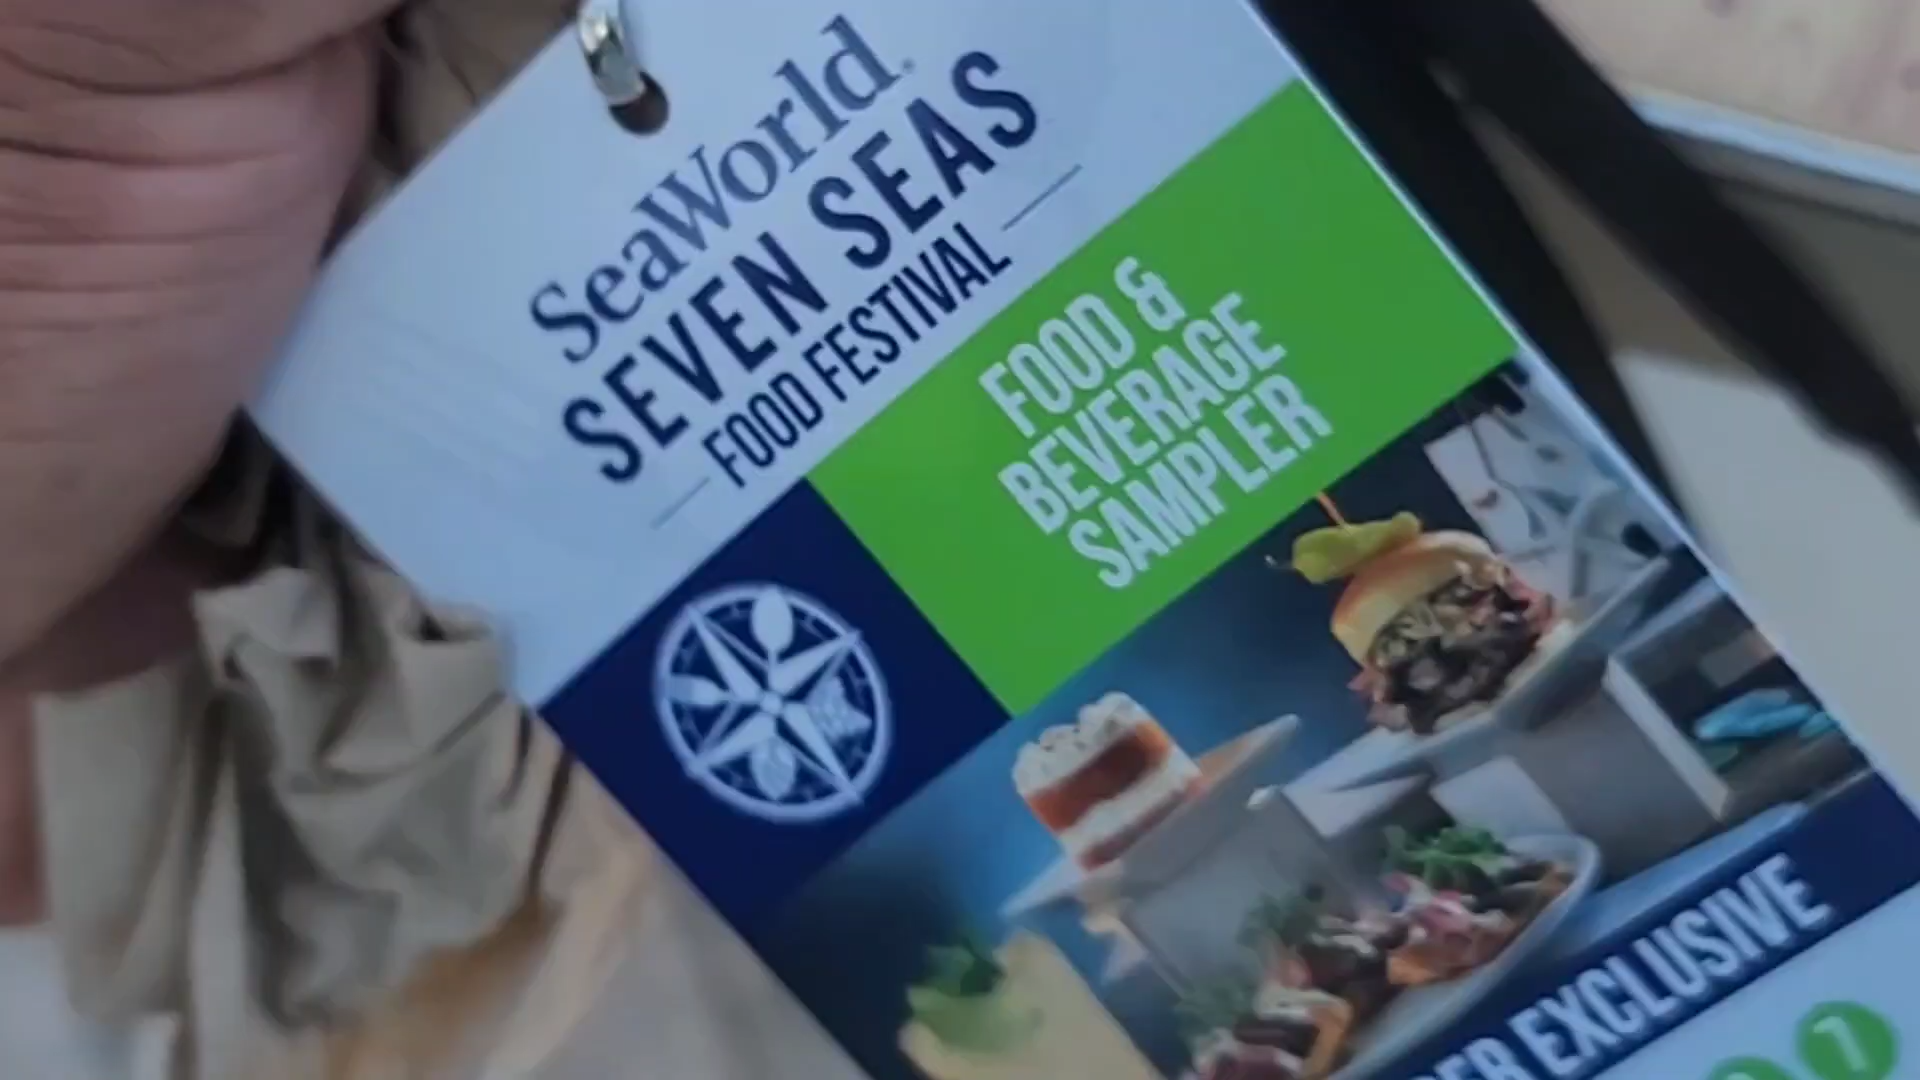 SeaWorld®
SEVEN SEAS
FOOD FESTIVAL
FOOD &
BEVERAGE
SAMPLER
EXCLUSIVE